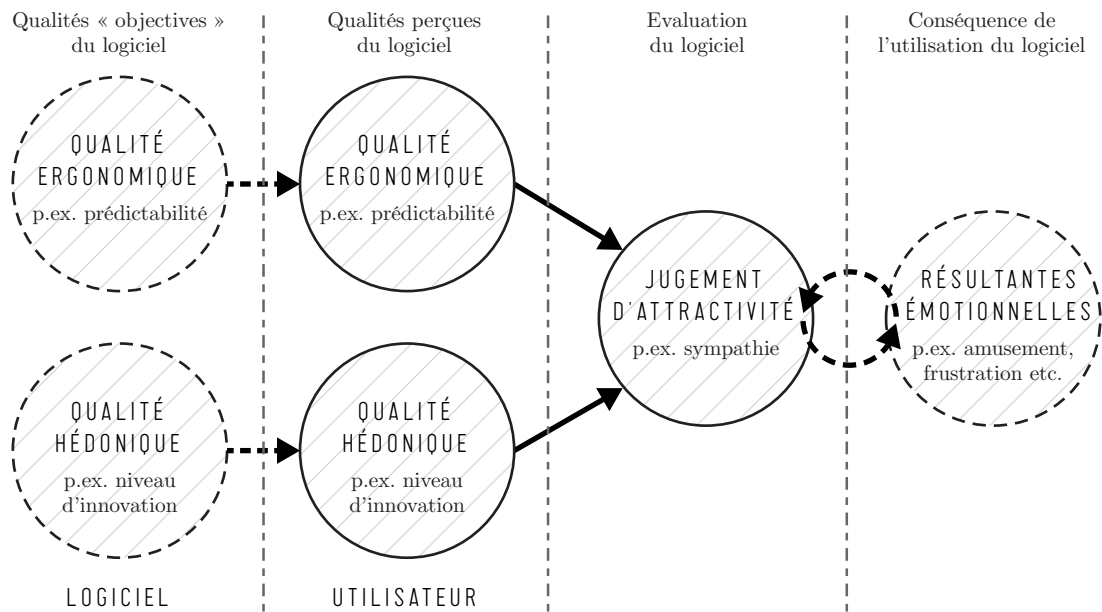 Qualités « objectives »
du logiciel
Qualités perçues
du logiciel
Evaluation
du logiciel
Conséquence de
l’utilisation du logiciel
QUALITÉ
ERGONOMIQUE
p.ex. prédictabilité
QUALITÉ
ERGONOMIQUE
p.ex. prédictabilité
JUGEMENT
D’ATTRACTIVITÉ
p.ex. sympathie
RÉSULTANTES
ÉMOTIONNELLES
p.ex. amusement,
frustration etc.
QUALITÉ
HÉDONIQUE
p.ex. niveau
d’innovation
QUALITÉ
HÉDONIQUE
p.ex. niveau
d’innovation
LOGICIEL
UTILISATEUR